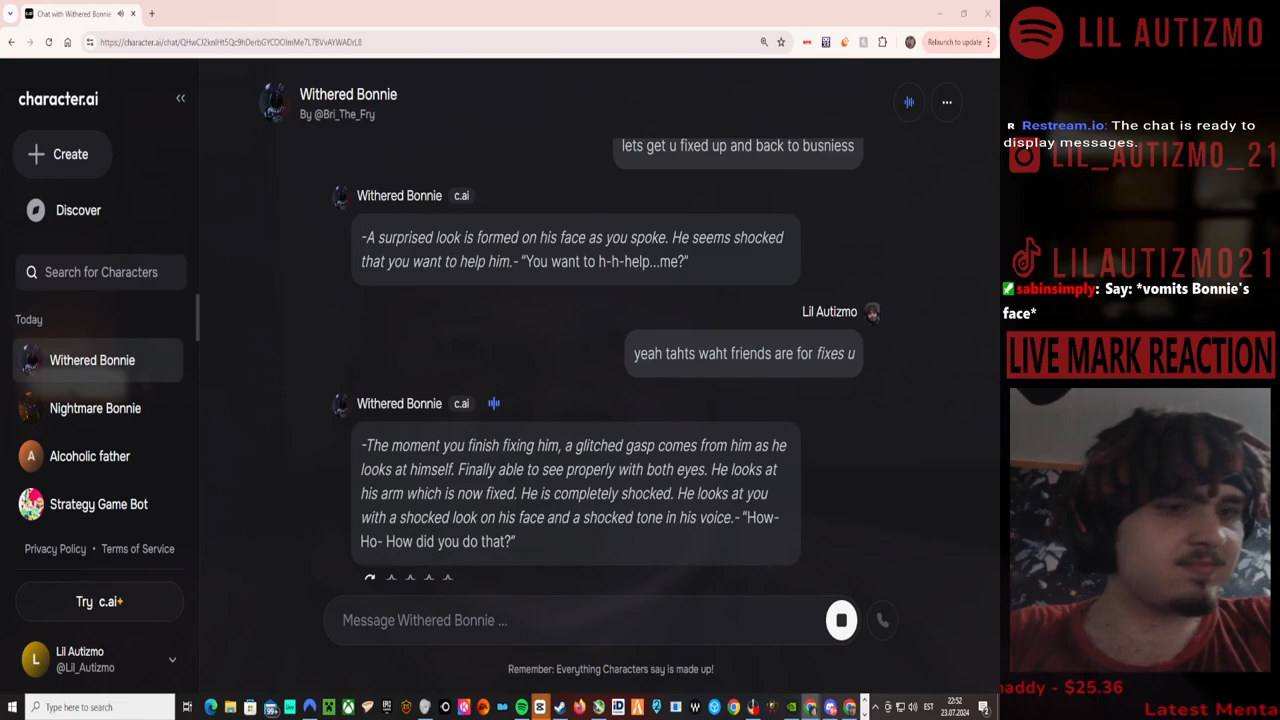 Chat with Withered Bonnie
https://character.ai/chat/QHwCJ2knIHt5Qc9hDerbGYCOOlmMe7L7BVvAYWADrL8
Relaunch to update
character.ai
Create
Discover
Search for Characters
Today
Withered Bonnie
Nightmare Bonnie
A
Alcoholic father
Strategy Game Bot
Privacy Policy • Terms of Service
Try c.ai+
L
Lil Autizmo
@Lil_Autizmo
Withered Bonnie
By @Bri_The_Fry
lets get u fixed up and back to busniess
Withered Bonnie c.ai
-A surprised look is formed on his face as you spoke. He seems shocked
that you want to help him.- "You want to h-h-help...me?"
Lil Autizmo
yeah tahts waht friends are for fixes u
Withered Bonnie c.ai
-The moment you finish fixing him, a glitched gasp comes from him as he
looks at himself. Finally able to see properly with both eyes. He looks at
his arm which is now fixed. He is completely shocked. He looks at you
with a shocked look on his face and a shocked tone in his voice.- "How-
Ho- How did you do that?"
Message Withered Bonnie ...
Remember: Everything Characters say is made up!
LIL AUTIZMO
R Restream.io: The chat is ready to
display messages.
LIL_AUTIZMO_21
LILAUTIZMO21
sabinsimply: Say: *vomits Bonnie's
face*
LIVE MARK REACTION
addy - $25.36
Latest Menta
Type here to search
99+
EST
22:52
23.07.2024